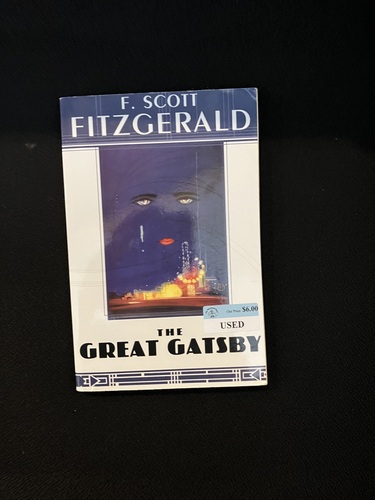 F. SCOTT
FITZGERALD
$6.00
USED
THE
GREAT GATSBY